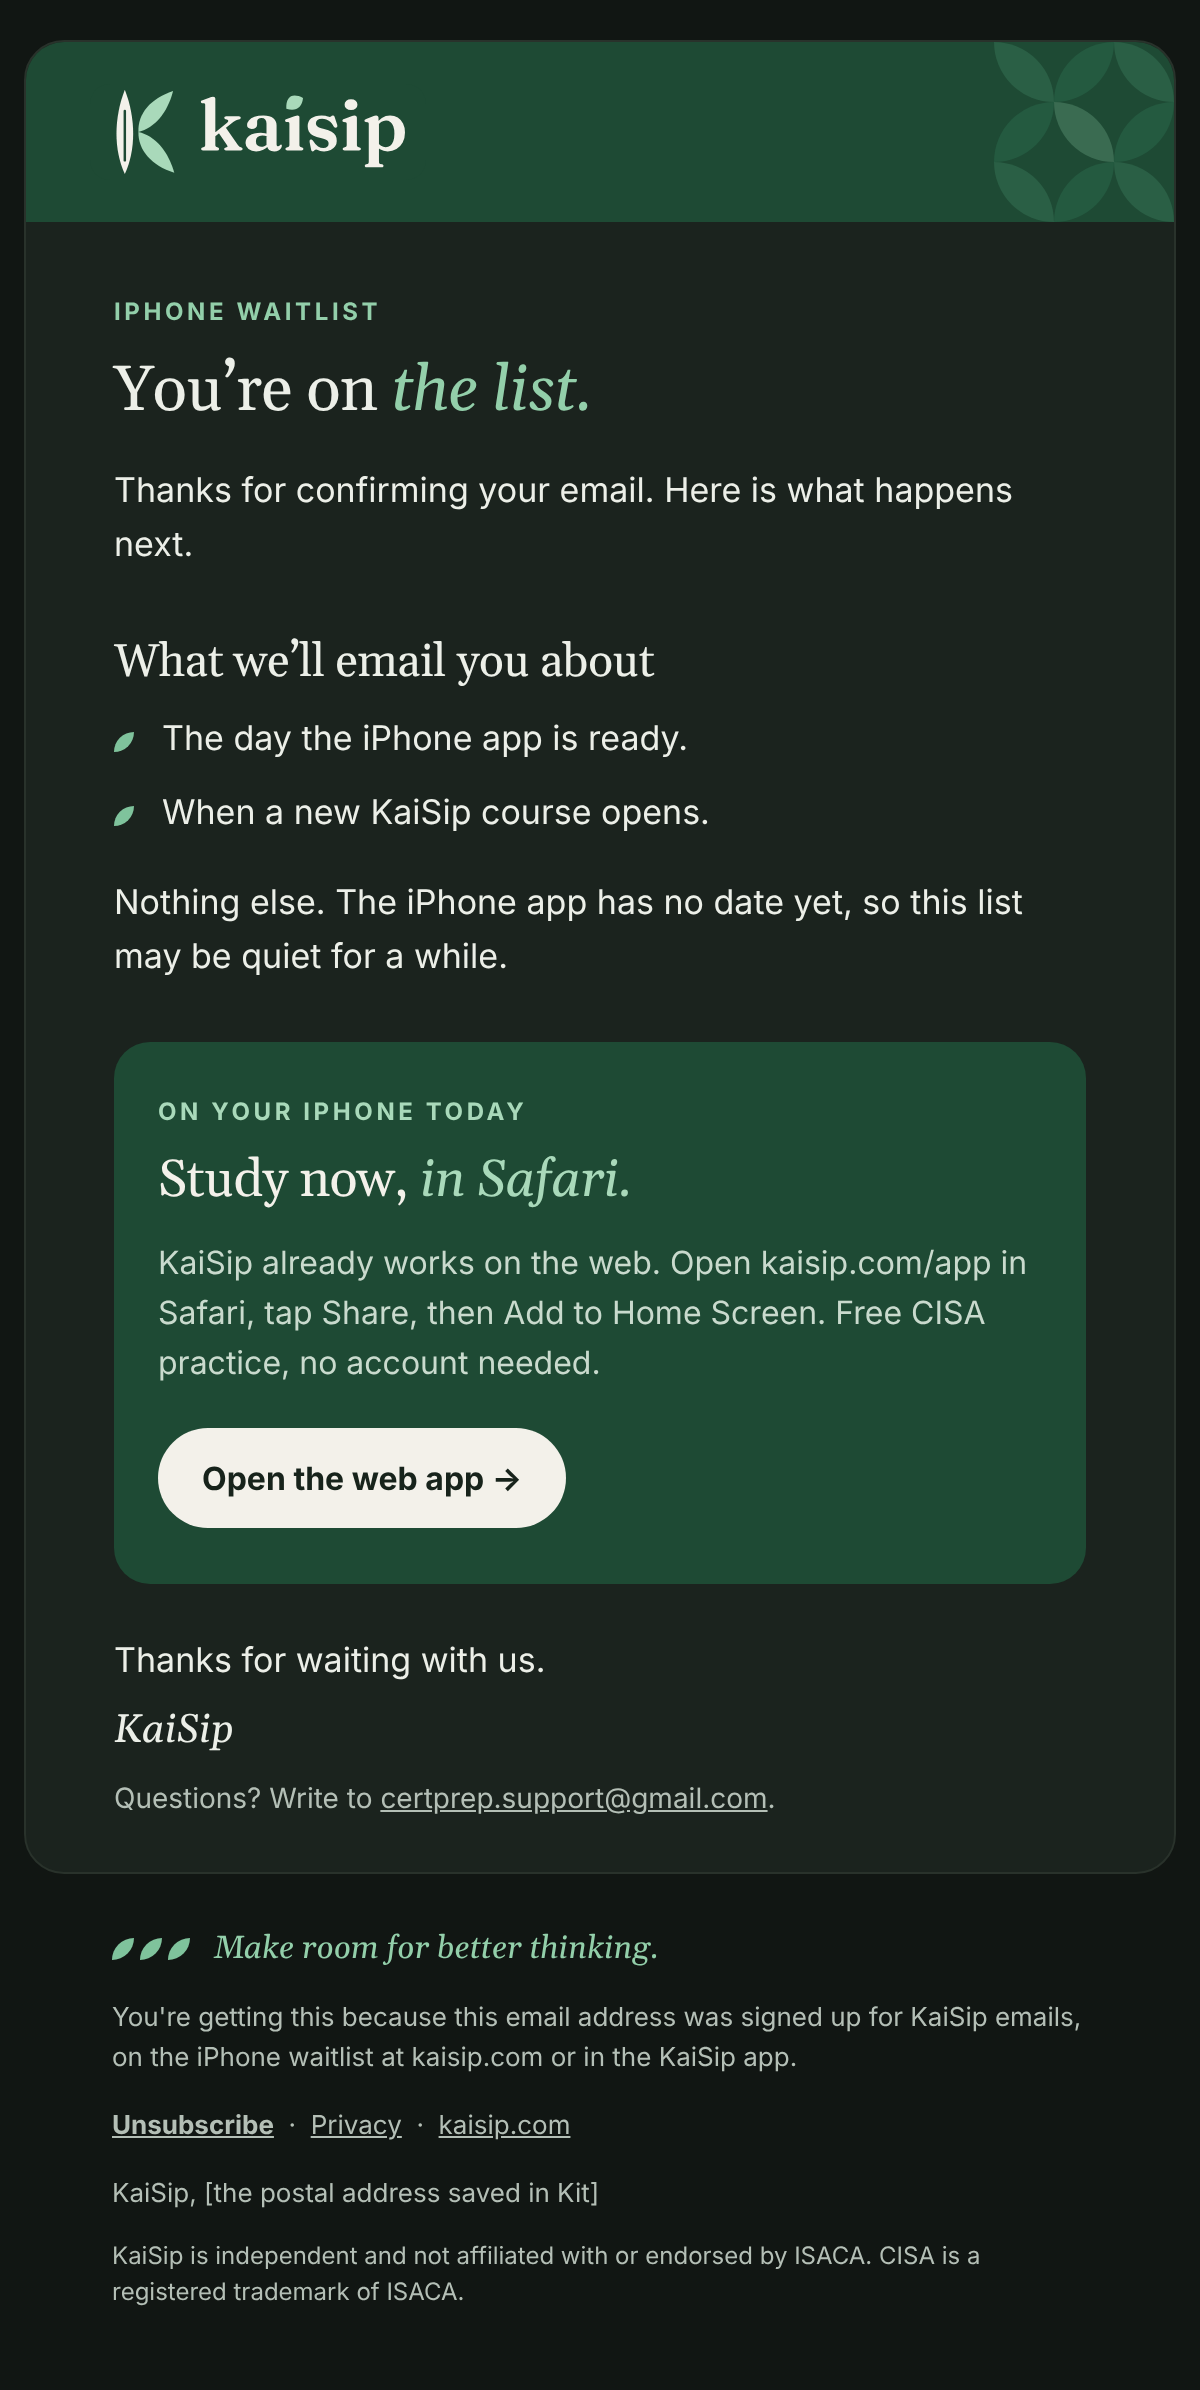 kaisip
IPHONE WAITLIST
You’re on the list.
Thanks for confirming your email. Here is what happens
next.
What we’ll email you about
The day the iPhone app is ready.
When a new KaiSip course opens.
Nothing else. The iPhone app has no date yet, so this list
may be quiet for a while.
ON YOUR IPHONE TODAY
Study now, in Safari.
KaiSip already works on the web. Open kaisip.com/app in
Safari, tap Share, then Add to Home Screen. Free CISA
practice, no account needed.
Open the web app →
Thanks for waiting with us.
KaiSip
Questions? Write to certprep.support@gmail.com.
Make room for better thinking.
You're getting this because this email address was signed up for KaiSip emails,
on the iPhone waitlist at kaisip.com or in the KaiSip app.
Unsubscribe · Privacy · kaisip.com
KaiSip, [the postal address saved in Kit]
KaiSip is independent and not affiliated with or endorsed by ISACA. CISA is a
registered trademark of ISACA.